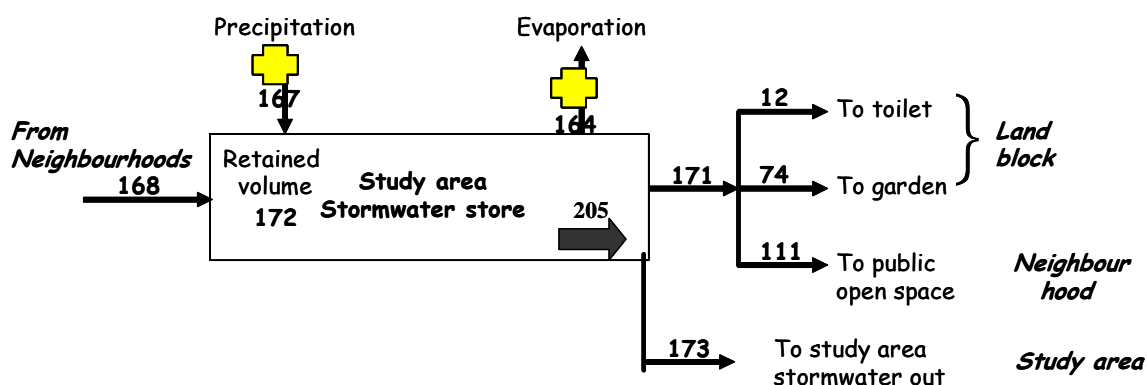 Precipitation
Evaporation
167
164
From
Neighbourhoods
168
Retained
volume
172
Study area
Stormwater store
205
171
12
To toilet
74
To garden
Land
block
111
To public
open space
Neighbour
hood
173
To study area
stormwater out
Study area